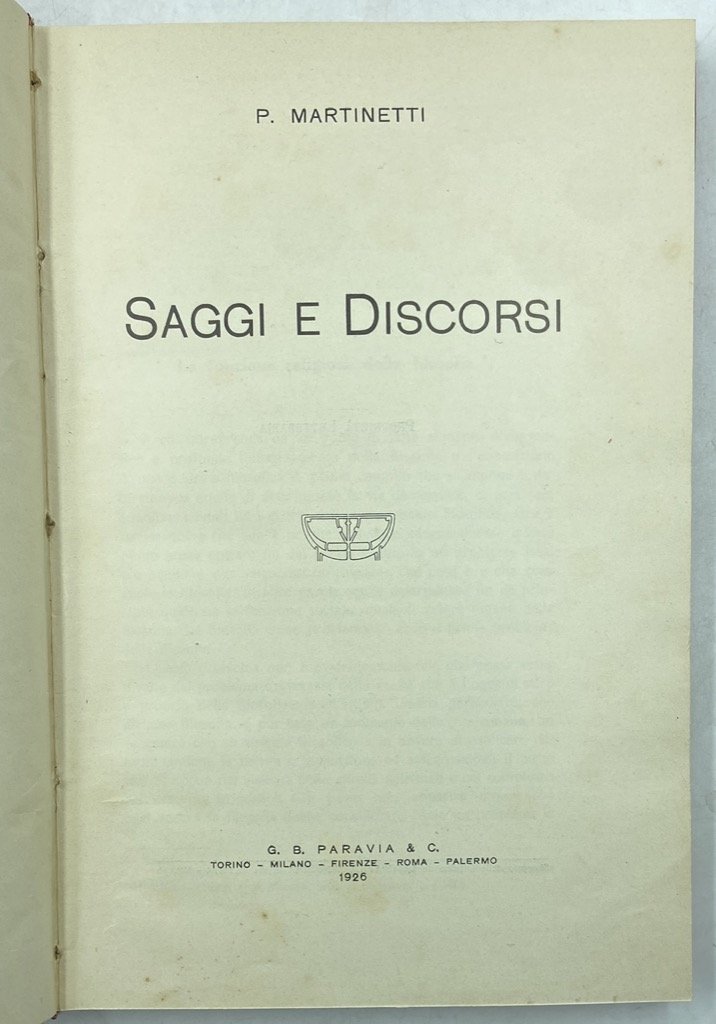 P. MARTINETTI
SAGGI E DISCORSI
G. B. PARAVIA & C.
TORINO – MILANO – FIRENZE – ROMA – PALERMO
1926